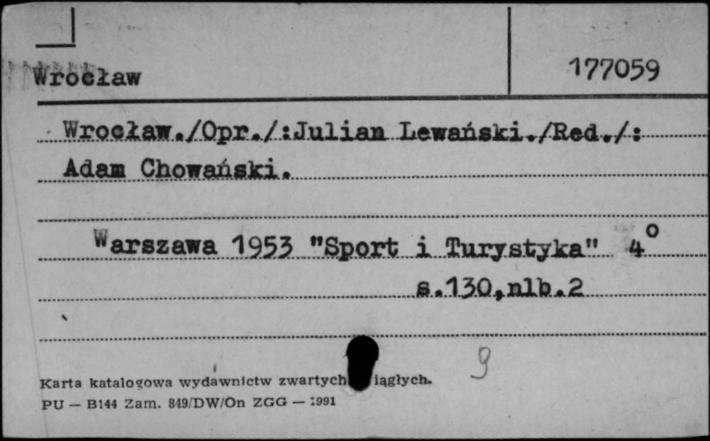 Wrocław 177059
Wrocław./Opr./:Julian Lewański./Red./:
Adam Chowański.
Warszawa 1953 "Sport i Turystyka" 4°
s.130,nlb.2
9
Karta katalogowa wydawnictw zwartych iągłych.
PU — B144 Zam. 849/DW/On ZGG — 1991